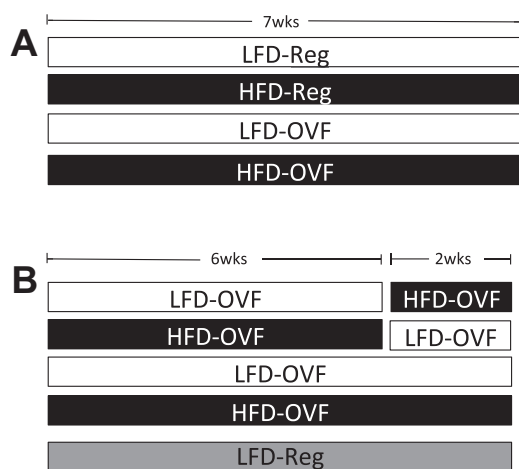 7wks
A
LFD-Reg
HFD-Reg
LFD-OVF
HFD-OVF
6wks 2wks
B
LFD-OVF HFD-OVF
HFD-OVF LFD-OVF
LFD-OVF
HFD-OVF
LFD-Reg